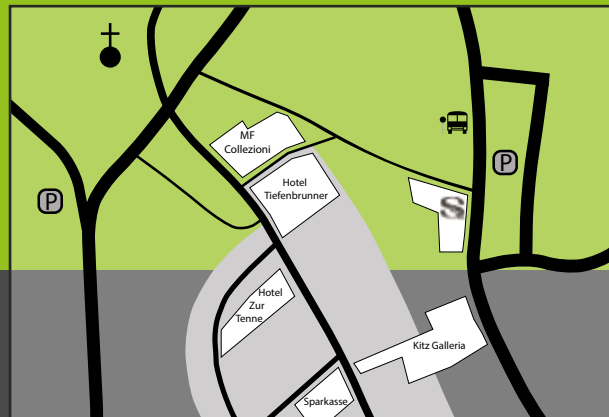 MF
Collezioni
P
Hotel
Tiefenbrunner
P
S
Hotel
Zur
Tenne
Kitz Galleria
Sparkasse